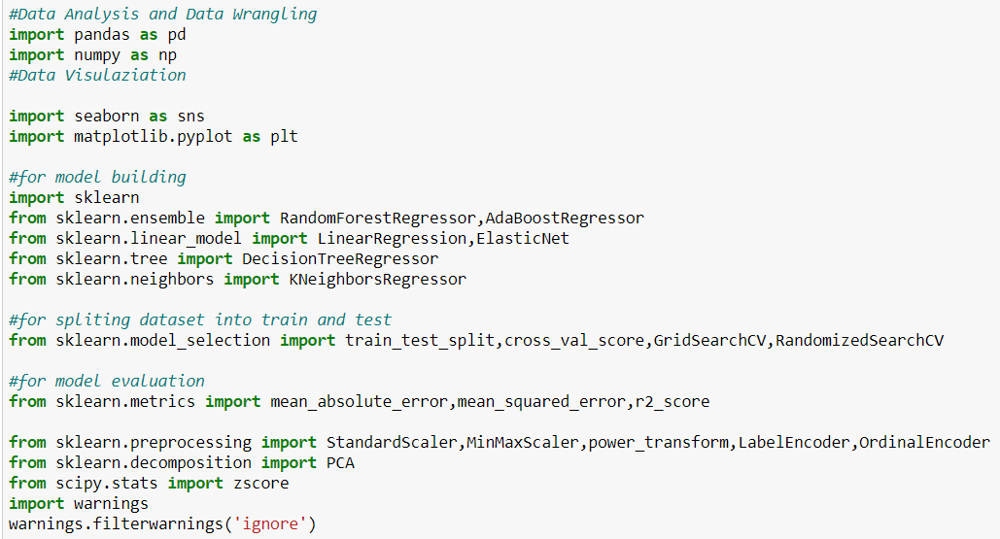 #Data Analysis and Data Wrangling
import pandas as pd
import numpy as np
#Data Visulaziation
import seaborn as sns
import matplotlib.pyplot as plt
#for model building
import sklearn
from sklearn.ensemble import RandomForestRegressor,AdaBoostRegressor
from sklearn.linear_model import LinearRegression,ElasticNet
from sklearn.tree import DecisionTreeRegressor
from sklearn.neighbors import KNeighborsRegressor
#for spliting dataset into train and test
from sklearn.model_selection import train_test_split,cross_val_score,GridSearchCV,RandomizedSearchCV
#for model evaluation
from sklearn.metrics import mean_absolute_error,mean_squared_error,r2_score
from sklearn.preprocessing import StandardScaler,MinMaxScaler,power_transform,LabelEncoder,OrdinalEncoder
from sklearn.decomposition import PCA
from scipy.stats import zscore
import warnings
warnings.filterwarnings('ignore')